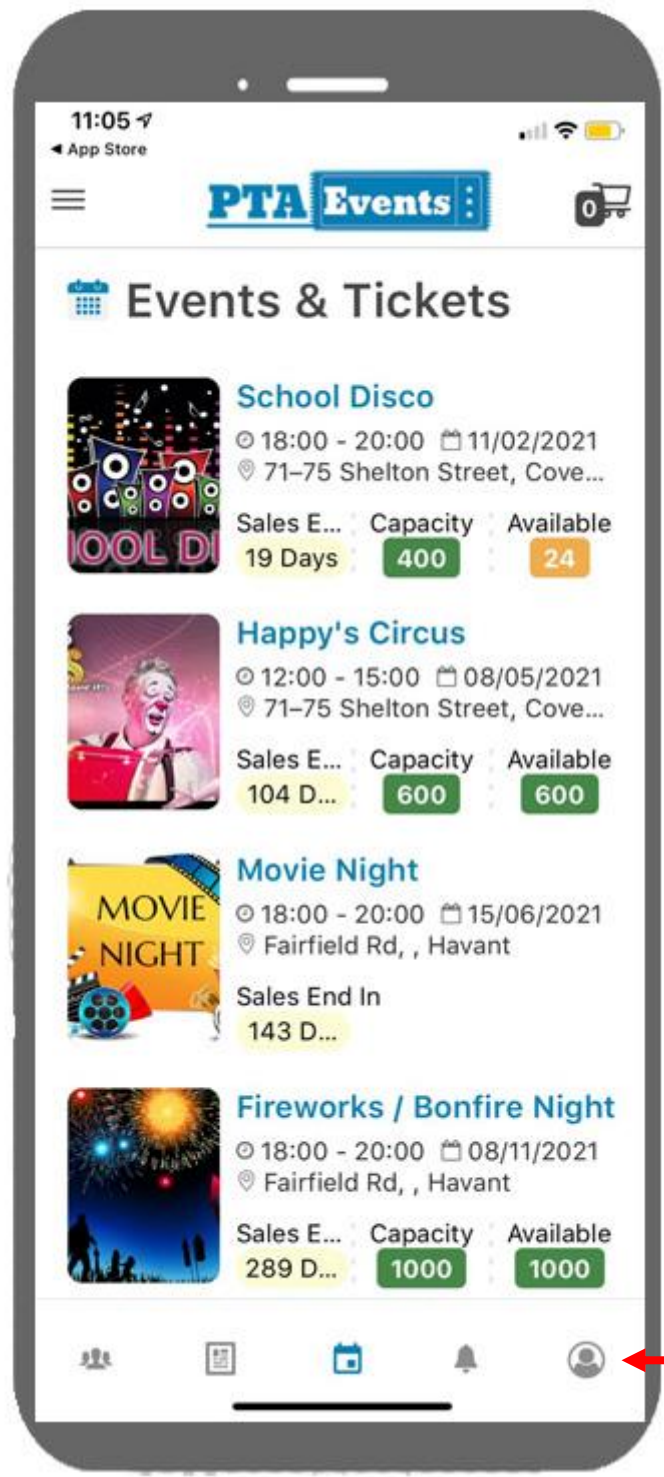 11:05
◀ App Store
PTA Events
0
Events & Tickets
School Disco
18:00 - 20:00 11/02/2021
71–75 Shelton Street, Cove...
Sales E... Capacity Available
19 Days 400 24
OOL DI
Happy's Circus
12:00 - 15:00 08/05/2021
71–75 Shelton Street, Cove...
Sales E... Capacity Available
104 D... 600 600
Movie Night
MOVIE
NIGHT
18:00 - 20:00 15/06/2021
Fairfield Rd, , Havant
Sales End In
143 D...
Fireworks / Bonfire Night
18:00 - 20:00 08/11/2021
Fairfield Rd, , Havant
Sales E... Capacity Available
289 D... 1000 1000